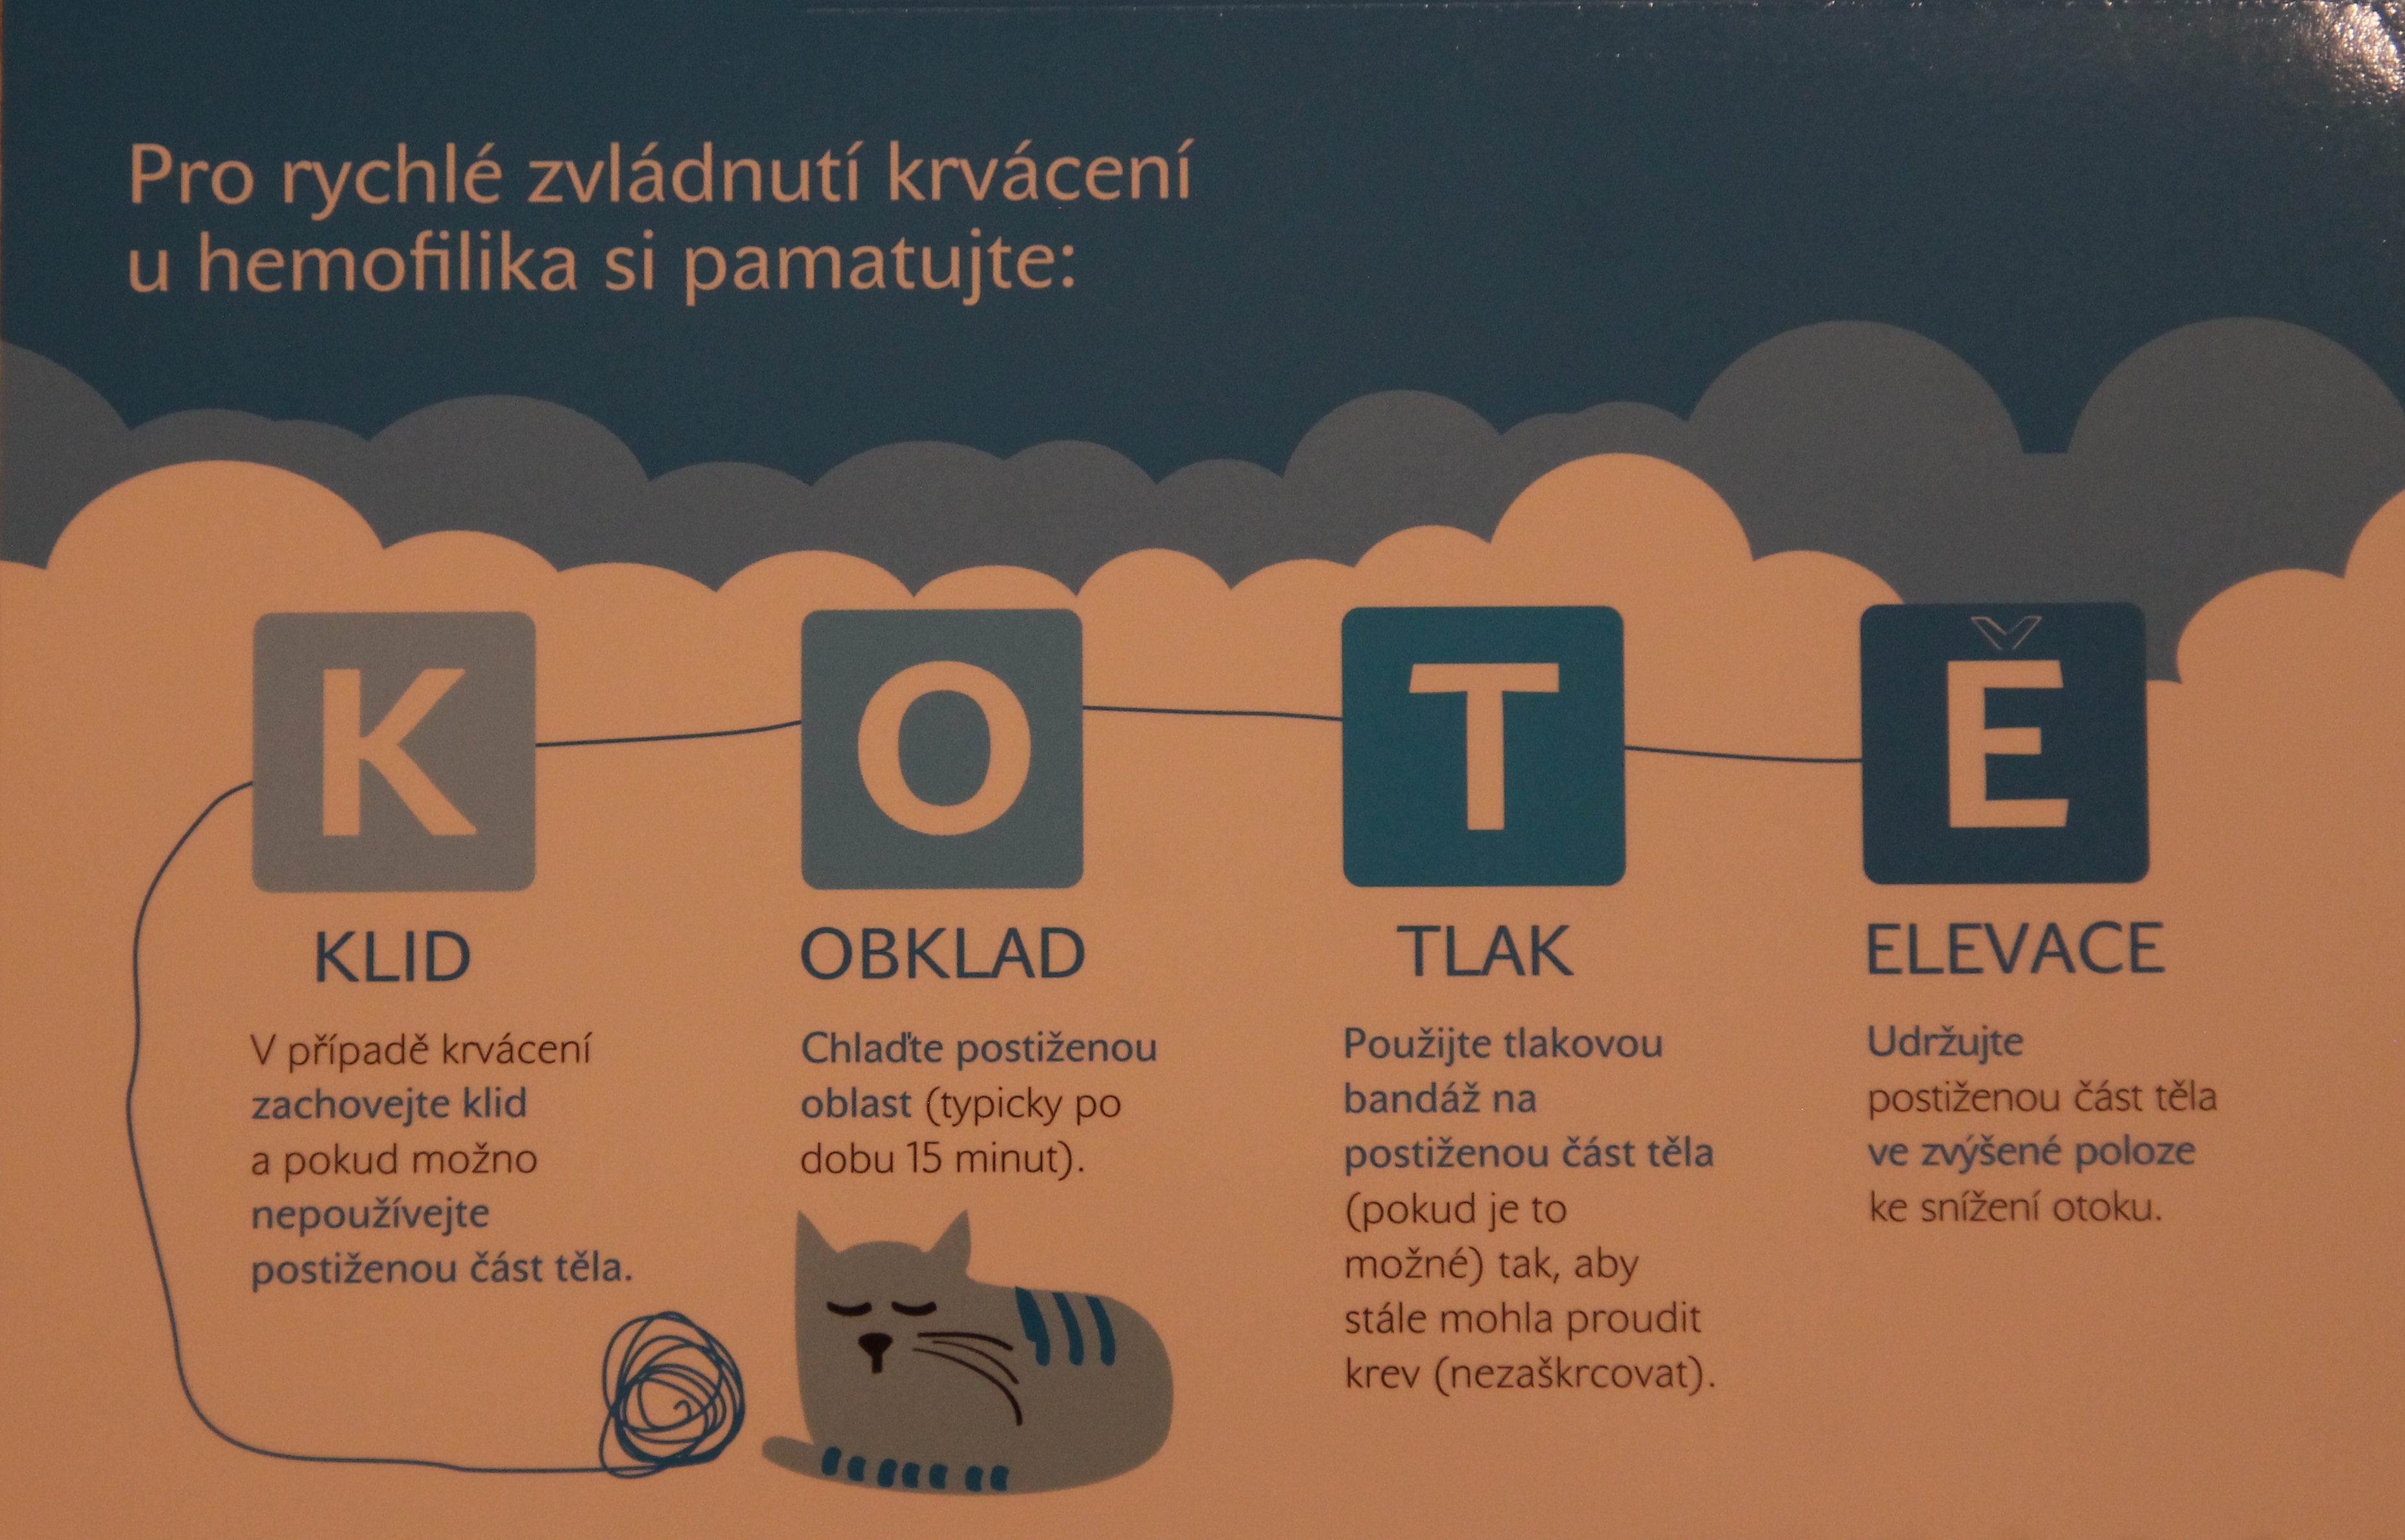 Pro rychlé zvládnutí krvácení
u hemofilika si pamatujte:
K
O
T
Ě
KLID
V případě krvácení
zachovejte klid
a pokud možno
nepoužívejte
postiženou část těla.
OBKLAD
Chlaďte postiženou
oblast (typicky po
dobu 15 minut).
TLAK
Použijte tlakovou
bandáž na
postiženou část těla
(pokud je to
možné) tak, aby
stále mohla proudit
krev (nezaškrcovat).
ELEVACE
Udržujte
postiženou část těla
ve zvýšené poloze
ke snížení otoku.